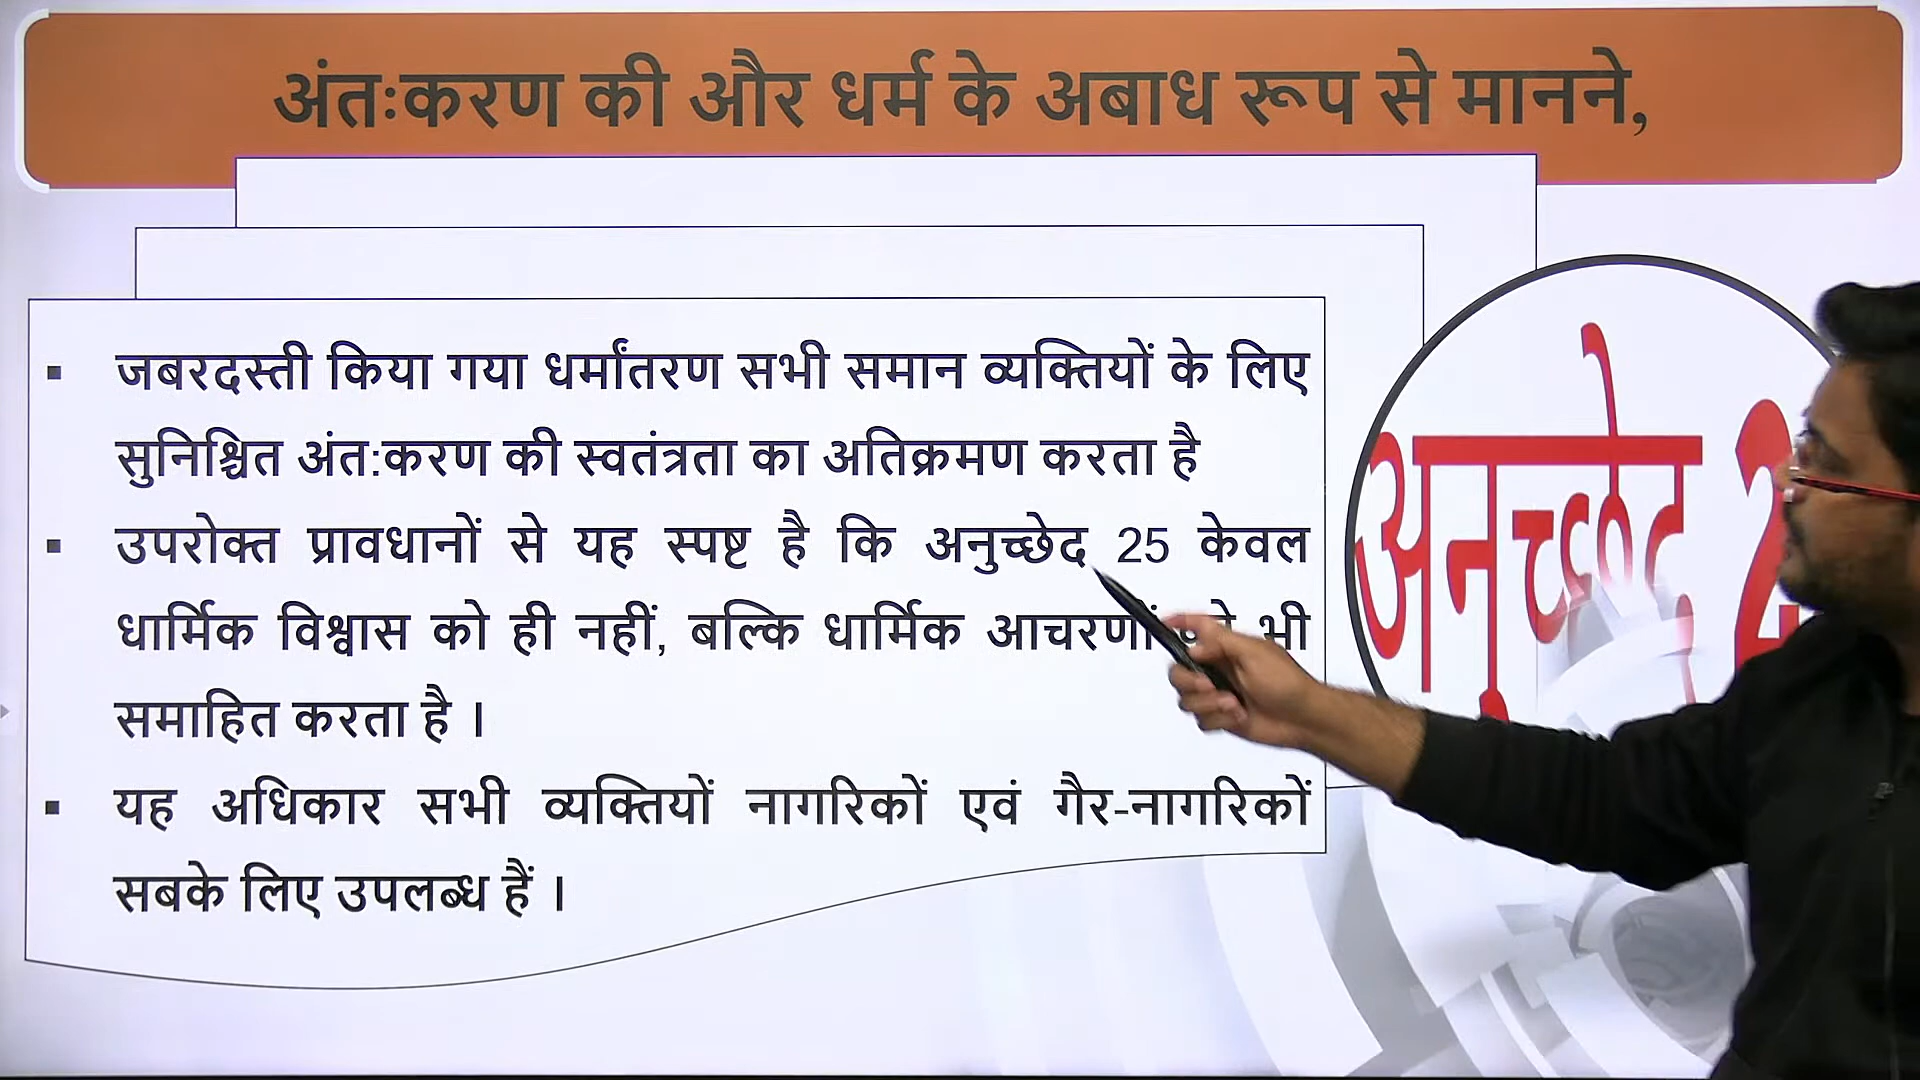 अंतःकरण की और धर्म के अबाध रूप से मानने,
▪ जबरदस्ती किया गया धर्मांतरण सभी समान व्यक्तियों के लिए
सुनिश्चित अंत:करण की स्वतंत्रता का अतिक्रमण करता है
▪ उपरोक्त प्रावधानों से यह स्पष्ट है कि अनुच्छेद 25 केवल
धार्मिक विश्वास को ही नहीं, बल्कि धार्मिक आचरणों भी
समाहित करता है ।
▪ यह अधिकार सभी व्यक्तियों नागरिकों एवं गैर-नागरिकों
सबके लिए उपलब्ध हैं ।
अनुच्छेद 2